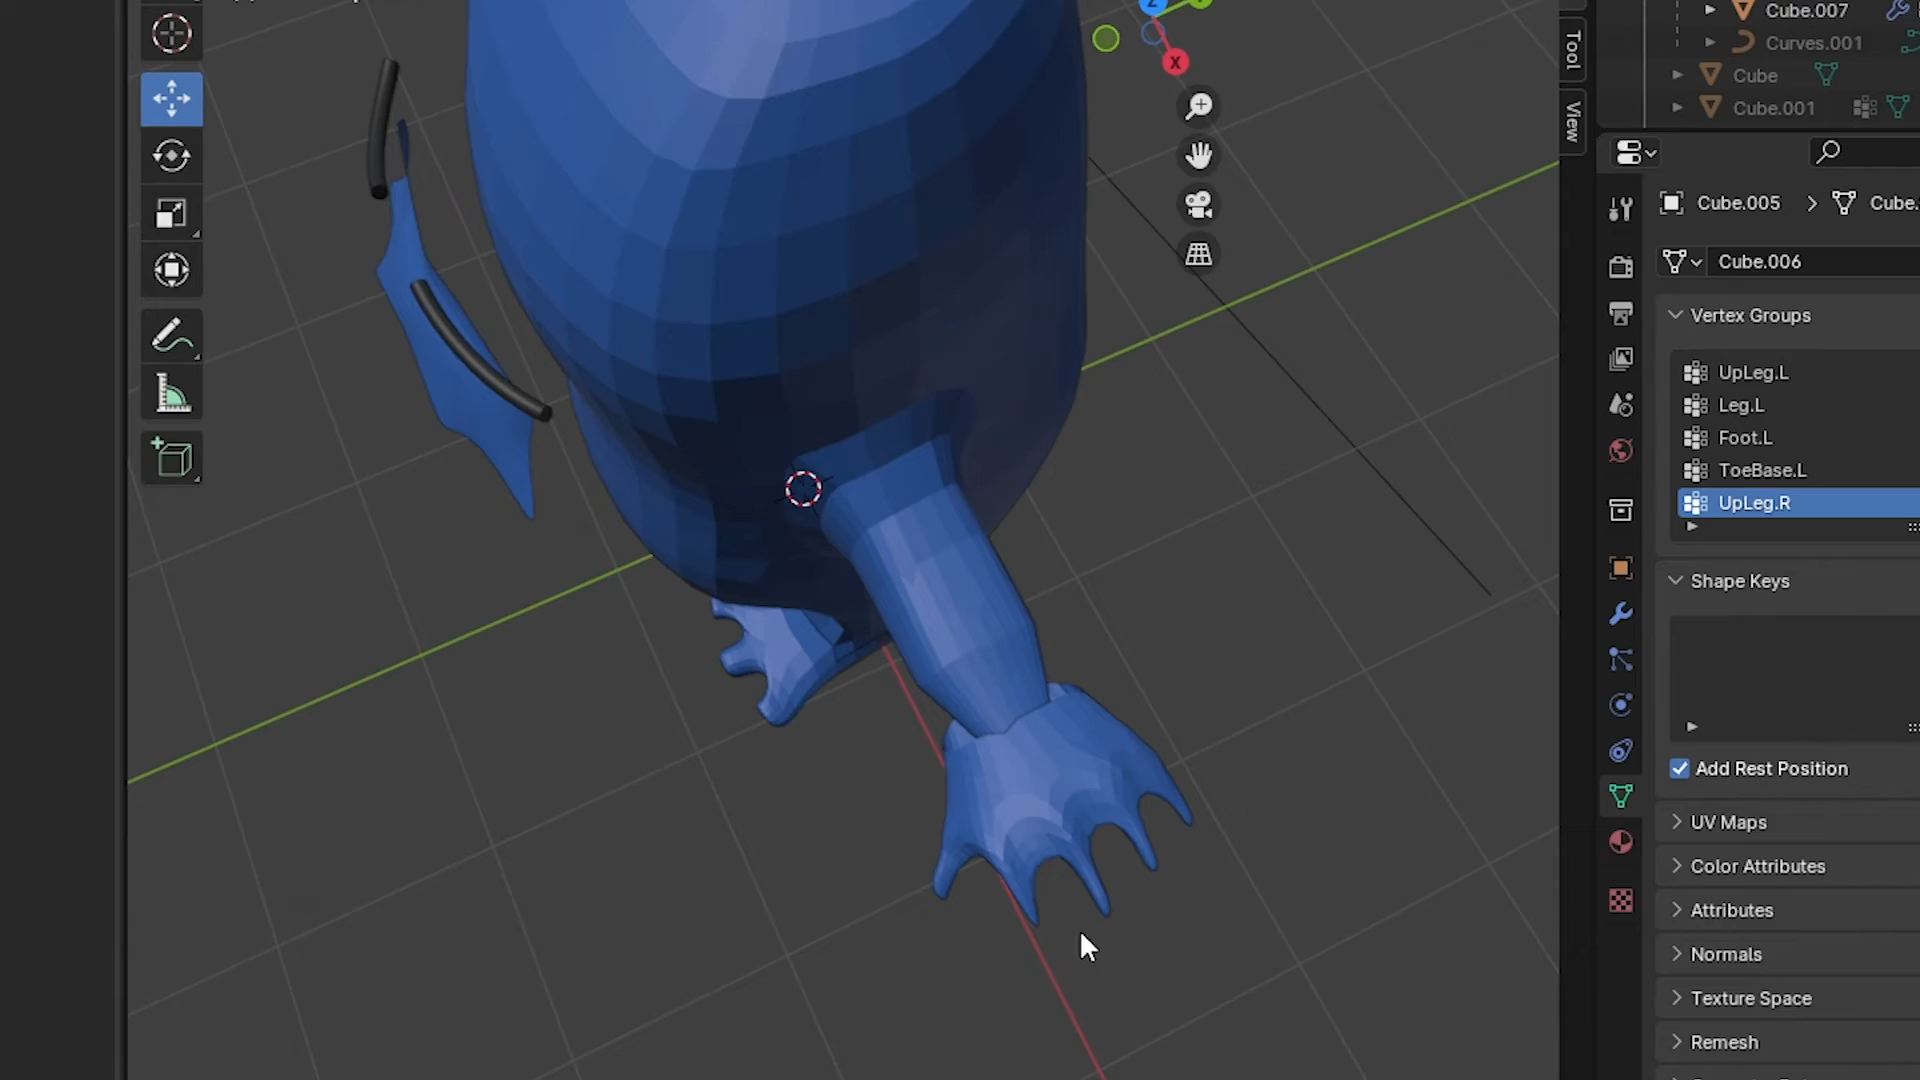 Z
X
Tool
View
Cube.007
Curves.001
Cube
Cube.001
Cube.005 > Cube.
Cube.006
Vertex Groups
UpLeg.L
Leg.L
Foot.L
ToeBase.L
UpLeg.R
Shape Keys
Add Rest Position
UV Maps
Color Attributes
Attributes
Normals
Texture Space
Remesh